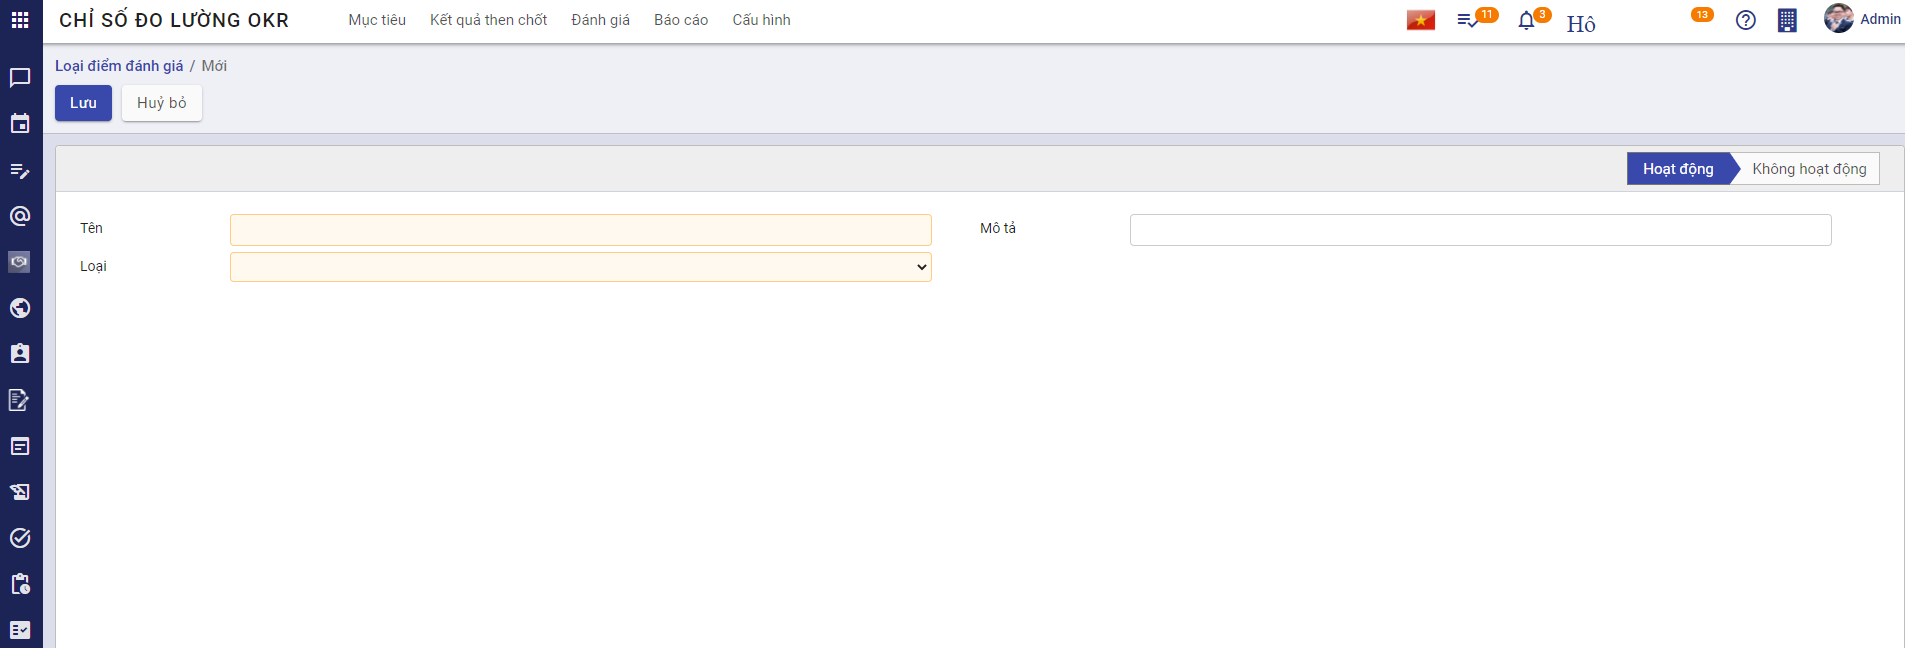 CHỈ SỐ ĐO LƯỜNG OKR Mục tiêu Kết quả then chốt Đánh giá Báo cáo Cấu hình 11 3 Hô 13 Admin
Loại điểm đánh giá / Mới
Lưu Huỷ bỏ
Hoạt động Không hoạt động
Tên Mô tả
Loại